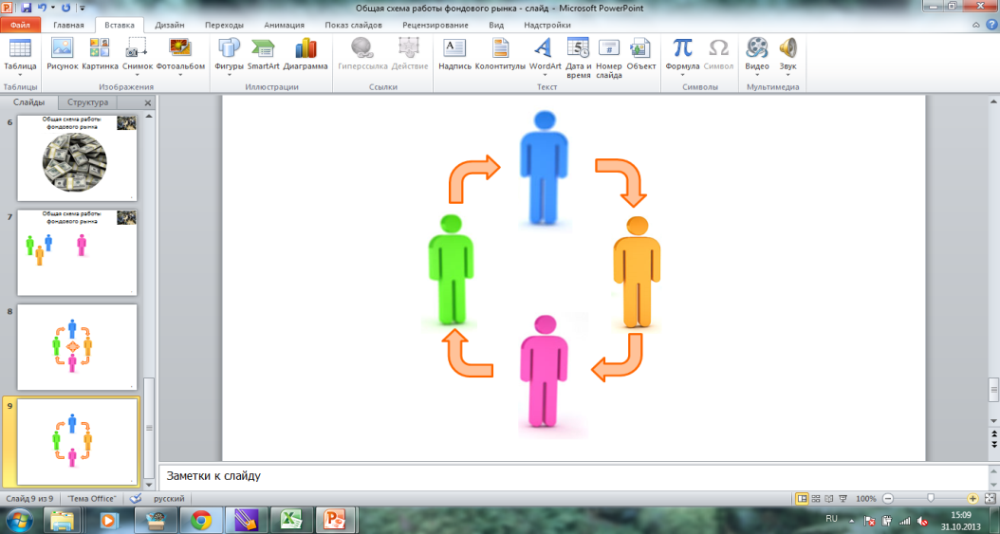 Общая схема работы фондового рынка - слайд - Microsoft PowerPoint
Файл Главная Вставка Дизайн Переходы Анимация Показ слайдов Рецензирование Вид Надстройки
Таблица Рисунок Картинка Снимок Фотоальбом Фигуры SmartArt Диаграмма Гиперссылка Действие Надпись Колонтитулы WordArt Дата и время Номер слайда Объект Формула Символ Видео Звук
Таблицы Изображения Иллюстрации Ссылки Текст Символы Мультимедиа
Слайды Структура
6
Общая схема работы
фондового рынка
7
Общая схема работы
фондового рынка
8
9
Заметки к слайду
Слайд 9 из 9 "Тема Office" русский 100%
RU 15:09
31.10.2013